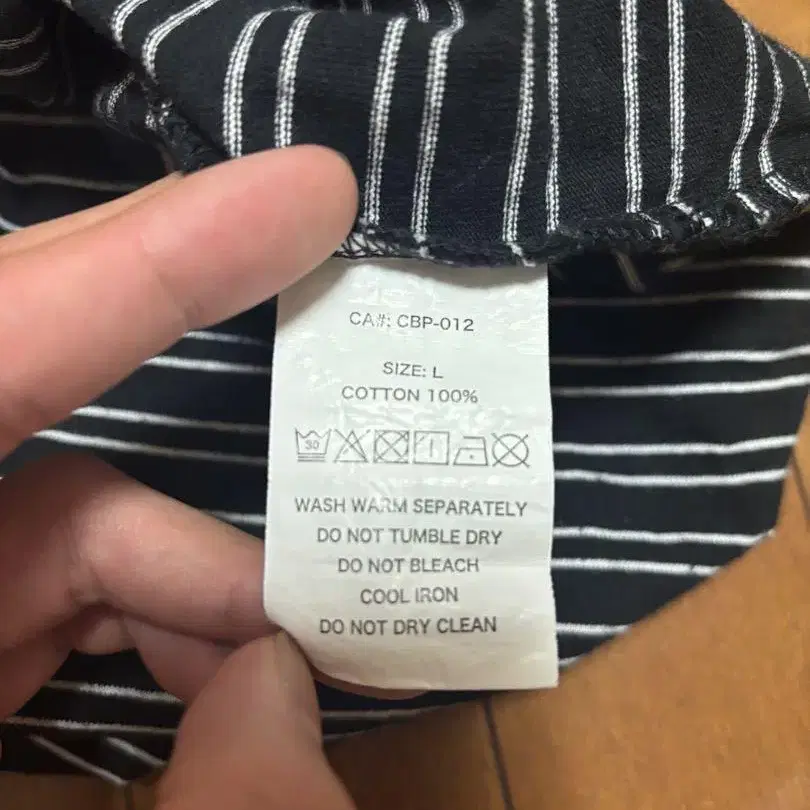 CA#: CBP-012
SIZE: L
COTTON 100%
30
WASH WARM SEPARATELY
DO NOT TUMBLE DRY
DO NOT BLEACH
COOL IRON
DO NOT DRY CLEAN